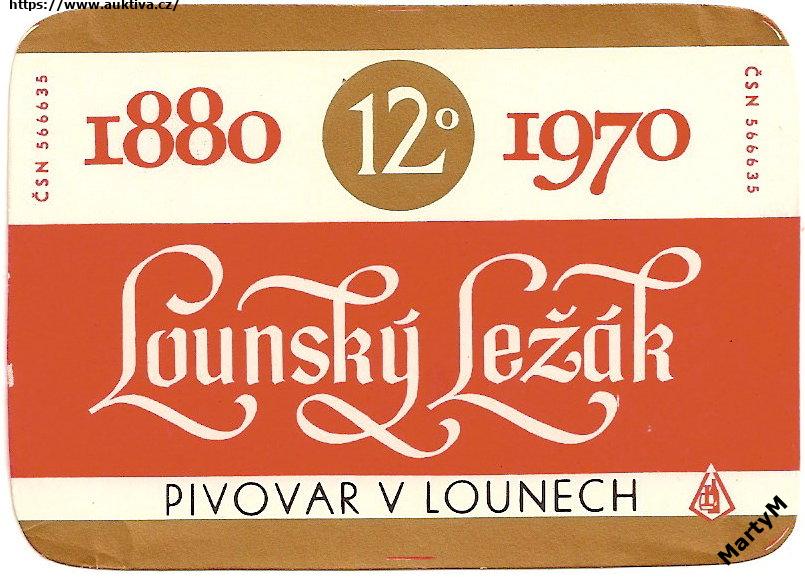 https://www.auktiva.cz/
1880 12° 1970
ČSN 566635
ČSN 566635
Lounský Ležák
PIVOVAR V LOUNECH
MartyM